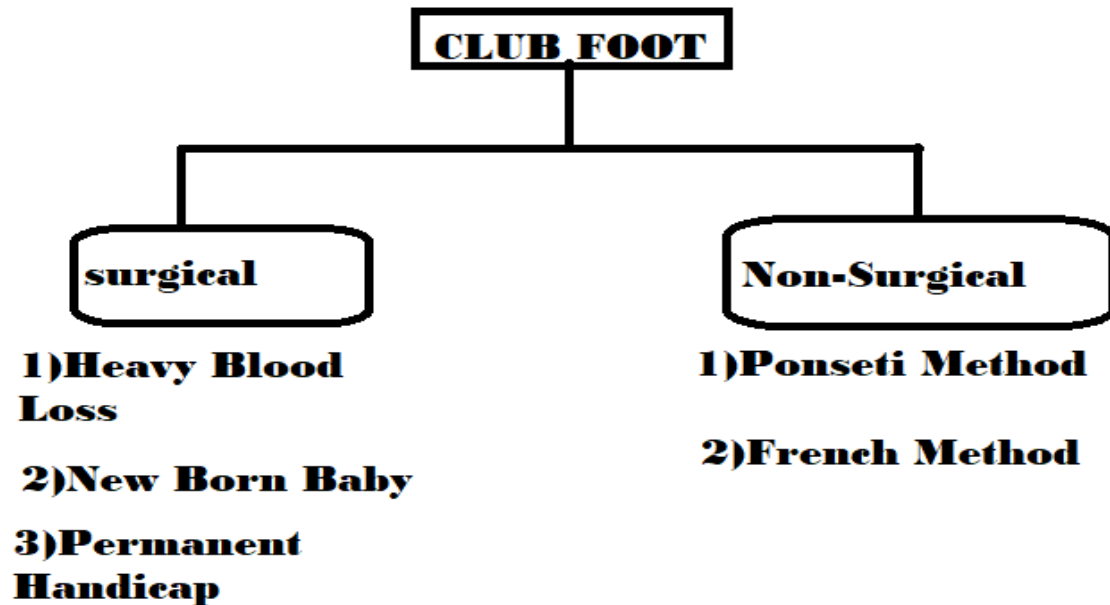 CLUB FOOT
surgical
1)Heavy Blood
Loss
2)New Born Baby
3)Permanent
Handicap
Non-Surgical
1)Ponseti Method
2)French Method